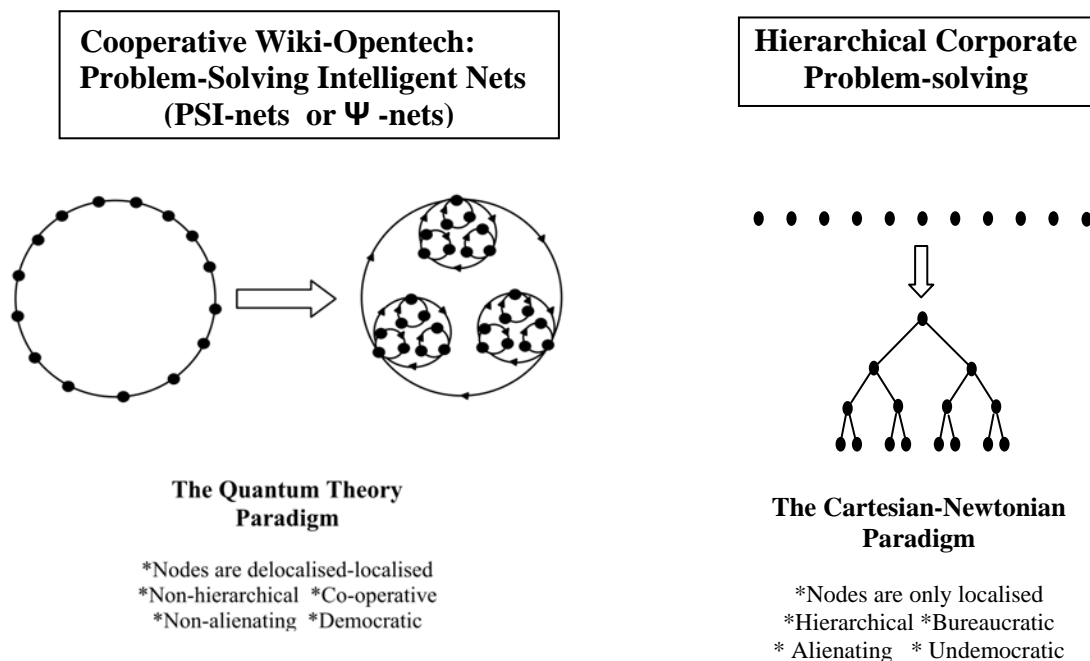 Cooperative Wiki-Opentech:
Problem-Solving Intelligent Nets
(PSI-nets or Ψ -nets)
Hierarchical Corporate
Problem-solving
The Quantum Theory
Paradigm
*Nodes are delocalised-localised
*Non-hierarchical *Co-operative
*Non-alienating *Democratic
The Cartesian-Newtonian
Paradigm
*Nodes are only localised
*Hierarchical *Bureaucratic
* Alienating * Undemocratic